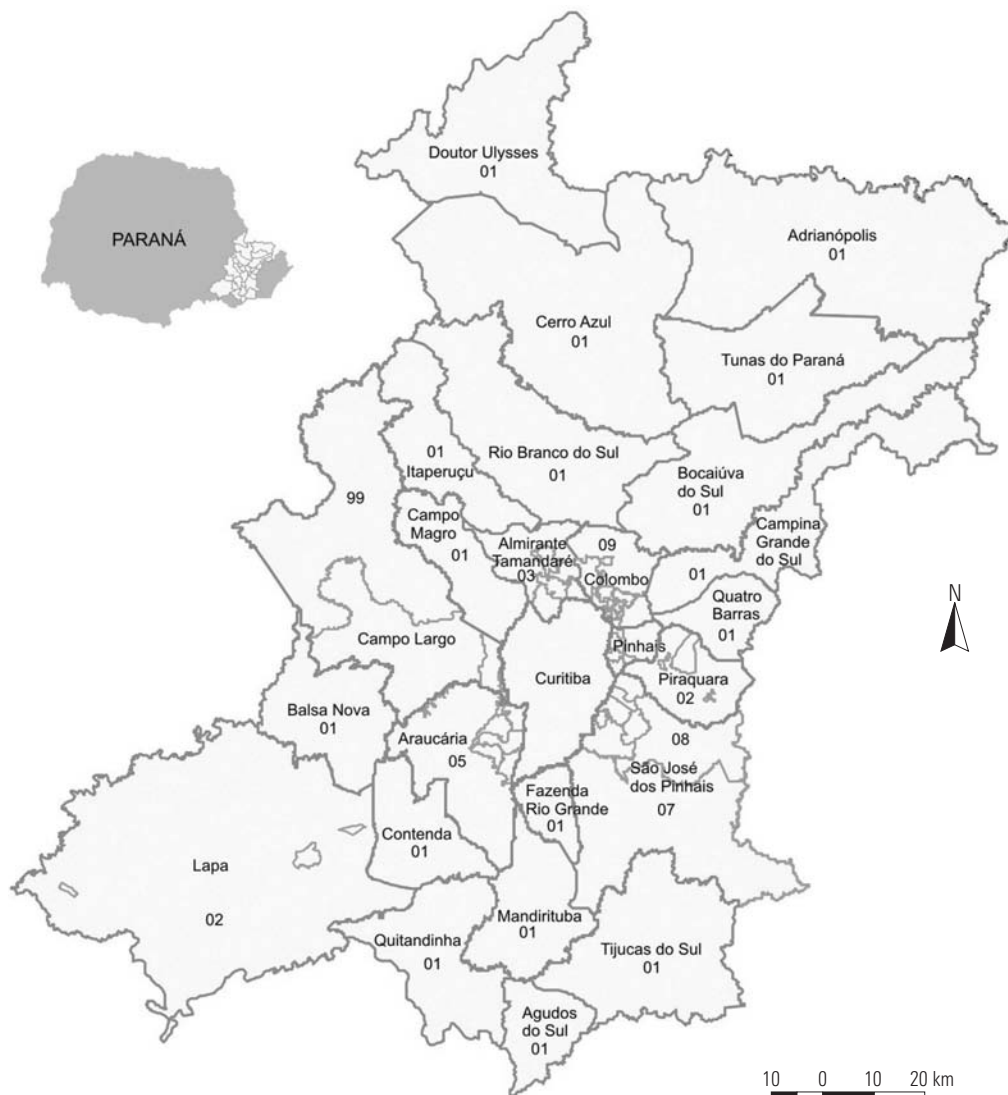 Doutor Ulysses
01
PARANÁ
Adrianópolis
01
Cerro Azul
01
Tunas do Paraná
01
01
Itaperuçu
Rio Branco do Sul
01
Bocaiúva
do Sul
01
99
Campo
Magro
01
Almirante
Tamandaré
03
09
Colombo
Campina
Grande
do Sul
01
Quatro
Barras
01
N
Campo Largo
Pinhais
Curitiba
Piraquara
02
Balsa Nova
01
Araucária
05
08
São José
dos Pinhais
07
Fazenda
Rio Grande
01
Contenda
01
Lapa
02
Mandirituba
01
Quitandinha
01
Tijucas do Sul
01
Agudos
do Sul
01
10 0 10 20 km